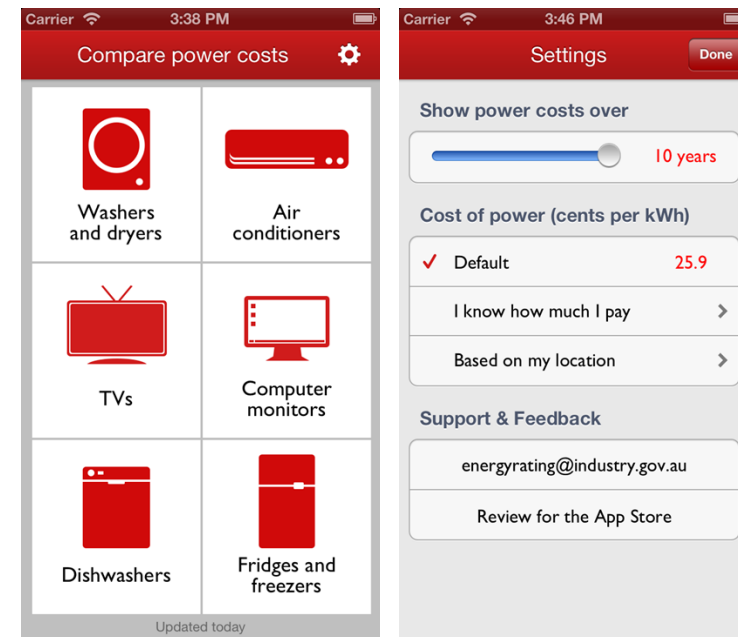 Carrier 3:38 PM
Compare power costs
Washers
and dryers
Air
conditioners
TVs
Computer
monitors
Dishwashers
Fridges and
freezers
Updated today
Carrier 3:46 PM
Settings Done
Show power costs over
10 years
Cost of power (cents per kWh)
Default 25.9
I know how much I pay
Based on my location
Support & Feedback
energyrating@industry.gov.au
Review for the App Store